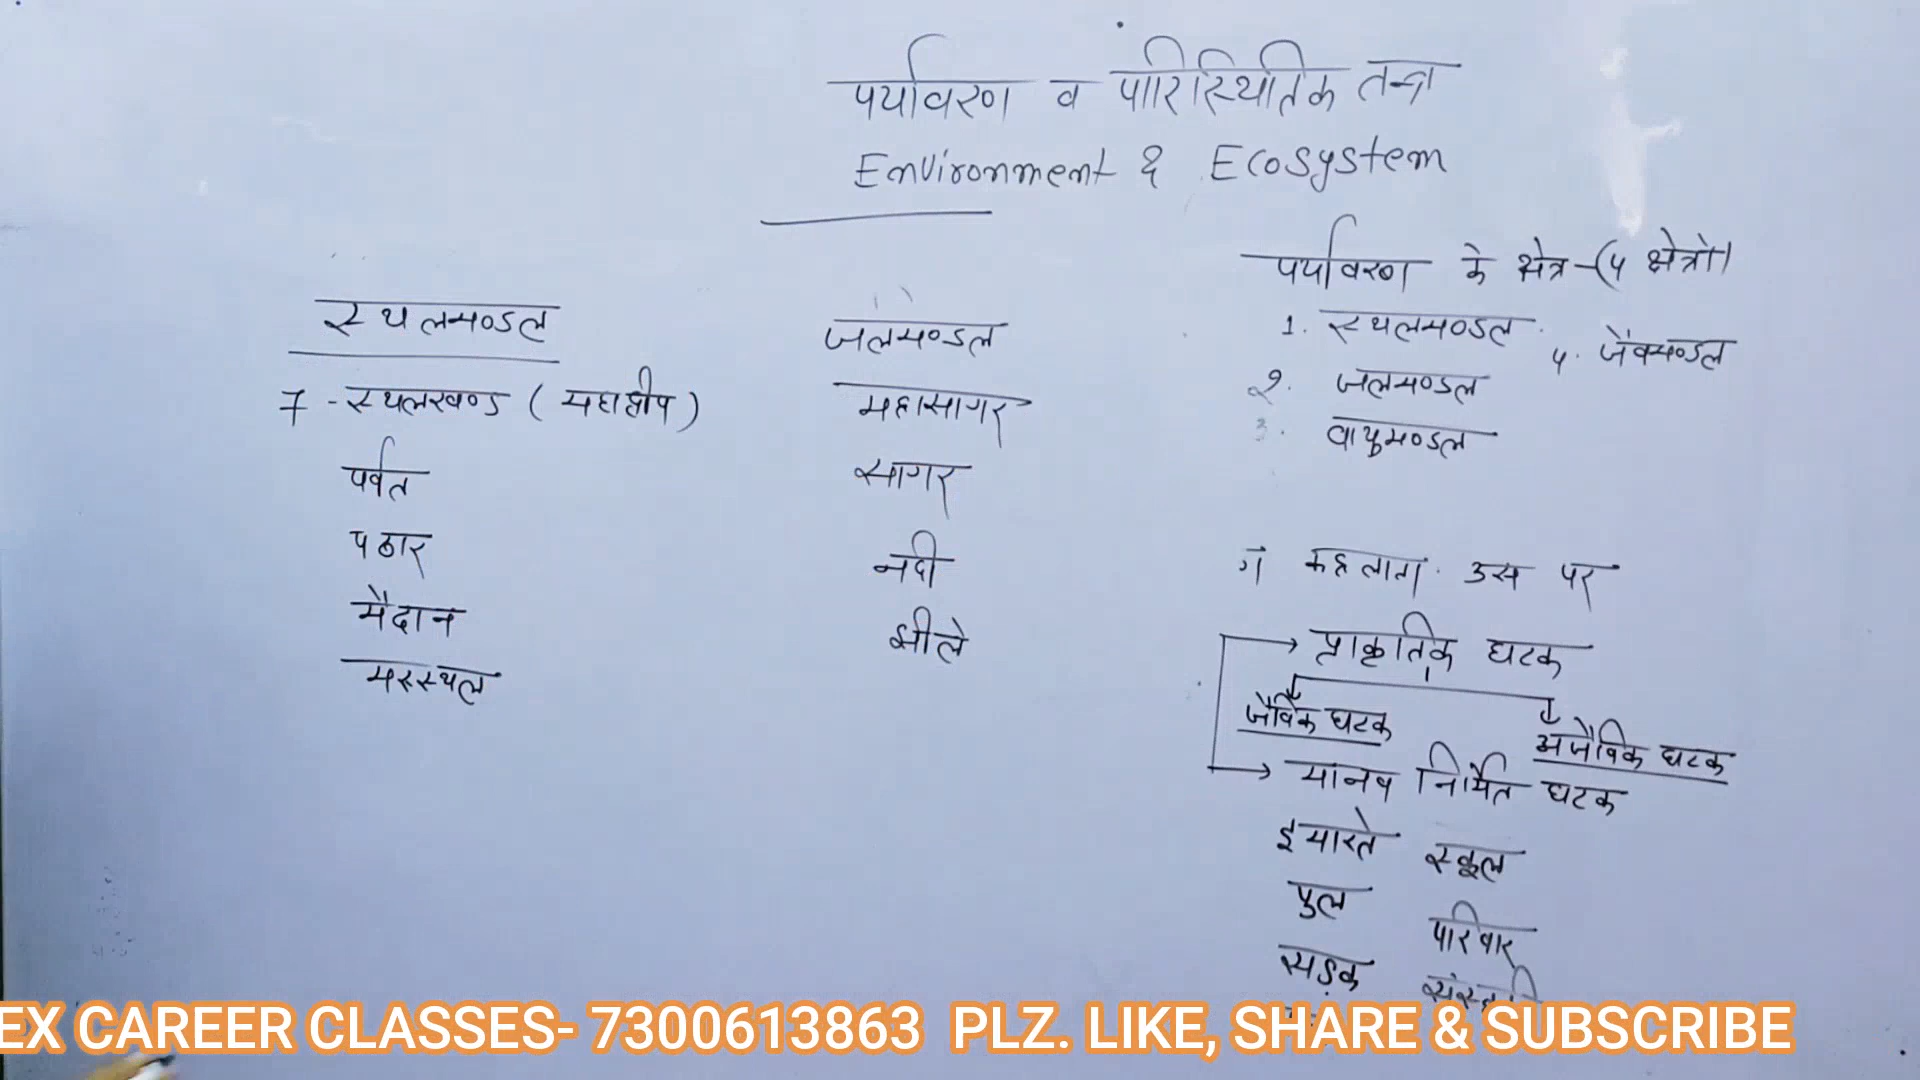 पर्यावरण व पारिस्थितिक तन्त्र
Environment & Ecosystem
पर्यावरण के क्षेत्र-(4 क्षेत्रों)
1. स्थलमण्डल
4. जैवमण्डल
2. जलमण्डल
3. वायुमण्डल
स्थलमण्डल
7 - स्थलखण्ड (महाद्वीप)
पर्वत
पठार
मैदान
मरुस्थल
जलमण्डल
महासागर
सागर
नदी
झीले
कहलाता उस पर
प्राकृतिक घटक
जैविक घटक
अजैविक घटक
मानव निर्मित घटक
इमारते स्कूल
पुल परिवार
सड़क
EX CAREER CLASSES- 7300613863 PLZ. LIKE, SHARE & SUBSCRIBE